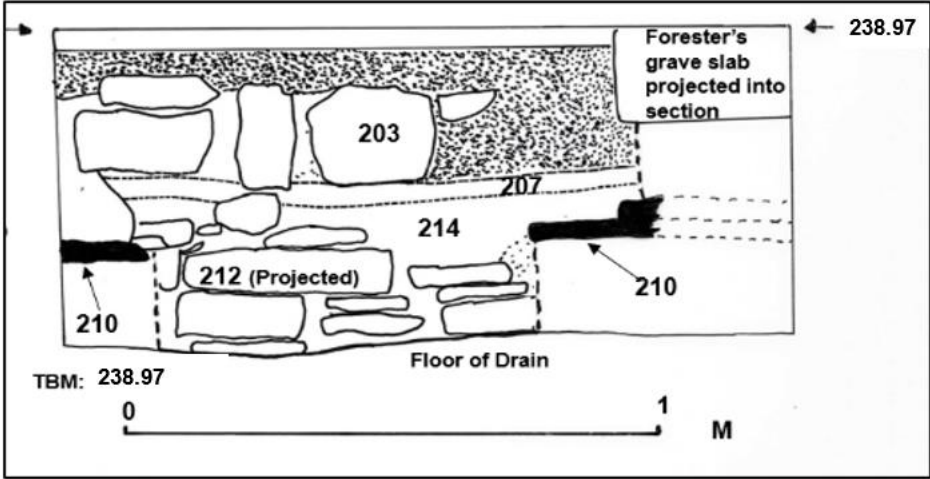 238.97
Forester's
grave slab
projected into
section
203
207
214
212 (Projected)
210
210
Floor of Drain
TBM: 238.97
0
1
M